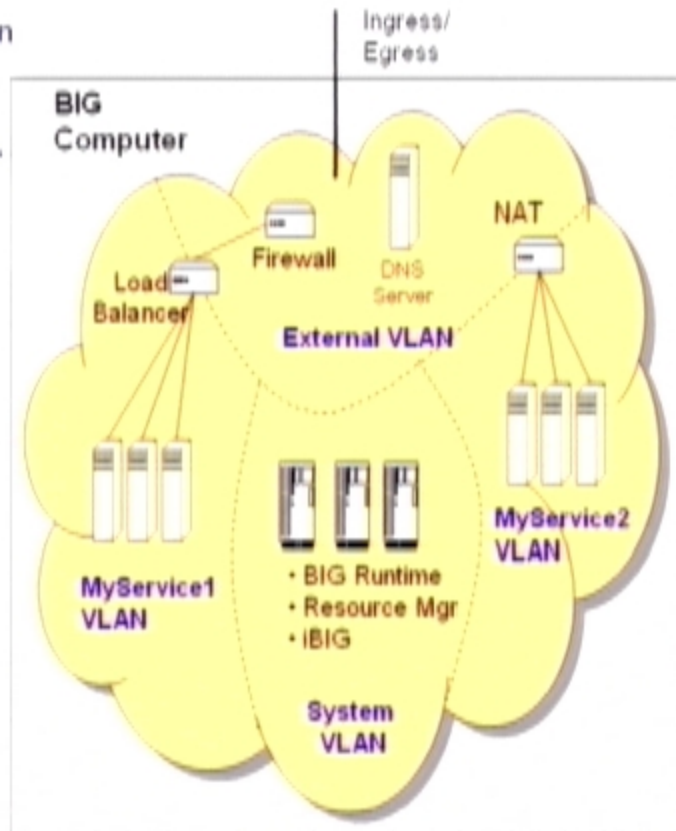 n
Ingress/
Egress
BIG
Computer
Firewall
Load
Balancer
DNS
Server
NAT
External VLAN
MyService1
VLAN
MyService2
VLAN
• BIG Runtime
• Resource Mgr
• iBIG
System
VLAN